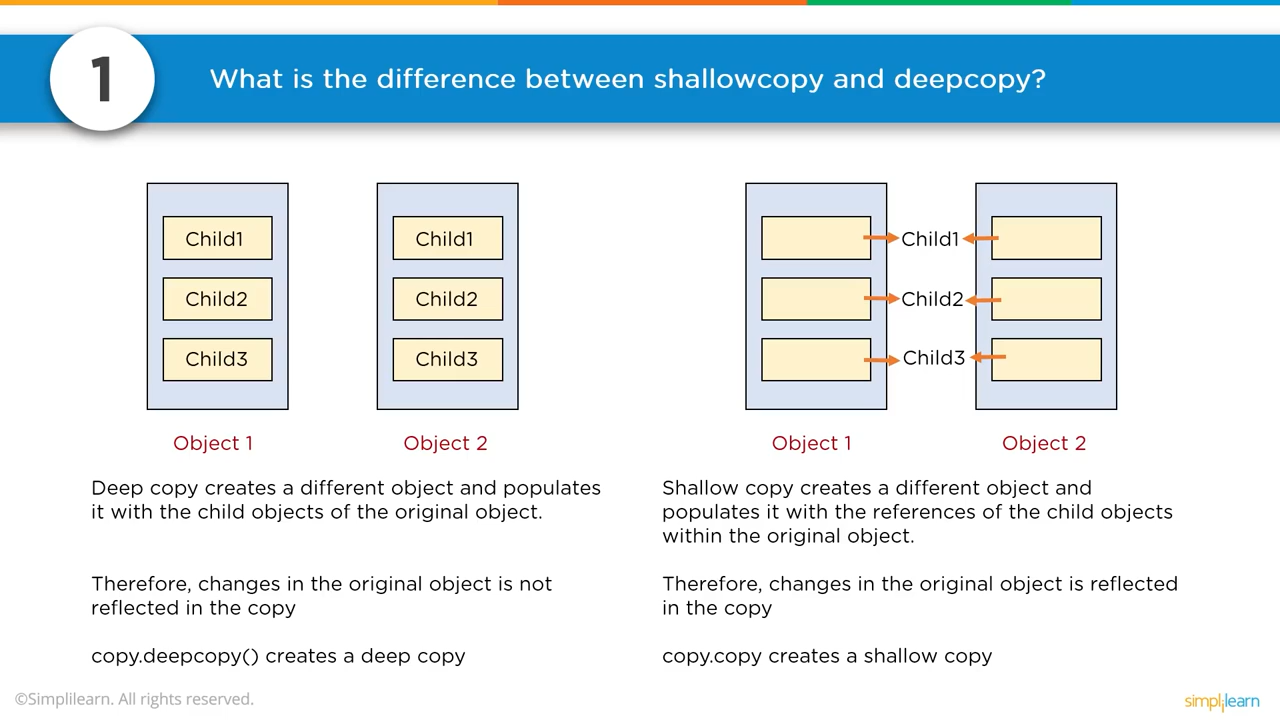 1
What is the difference between shallowcopy and deepcopy?
Child1
Child2
Child3
Object 1
Child1
Child2
Child3
Object 2
Deep copy creates a different object and populates
it with the child objects of the original object.
Therefore, changes in the original object is not
reflected in the copy
copy.deepcopy() creates a deep copy
Child1
Child2
Child3
Object 1
Object 2
Shallow copy creates a different object and
populates it with the references of the child objects
within the original object.
Therefore, changes in the original object is reflected
in the copy
copy.copy creates a shallow copy
©Simplilearn. All rights reserved.
simplilearn